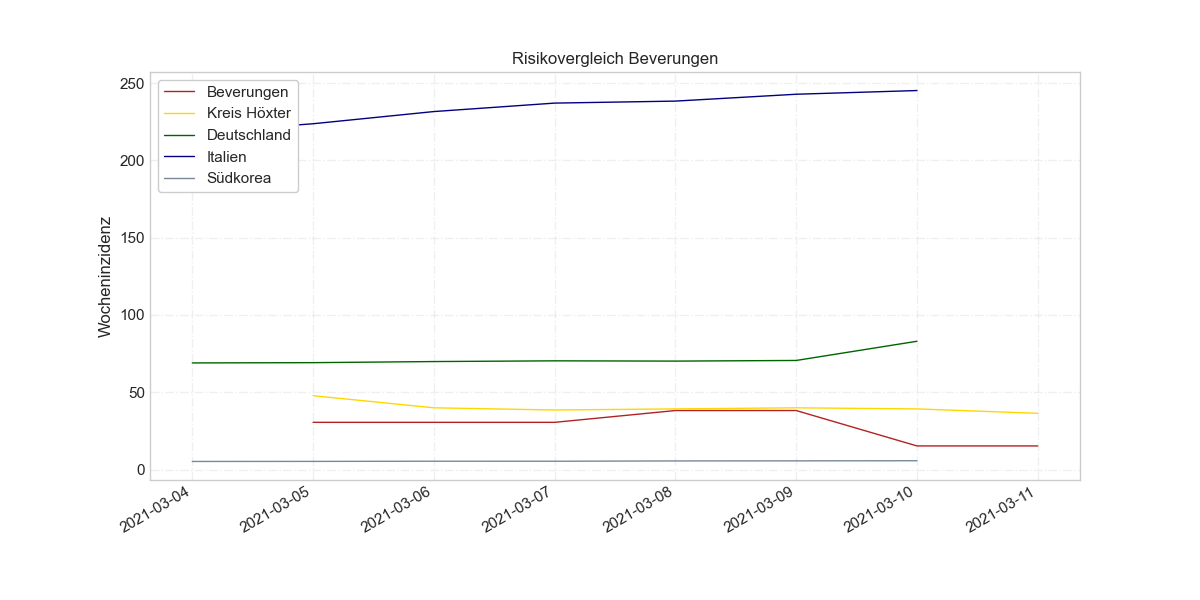 Risikovergleich Beverungen
Wocheninzidenz
250
200
150
100
50
0
Beverungen
Kreis Höxter
Deutschland
Italien
Südkorea
2021-03-04
2021-03-05
2021-03-06
2021-03-07
2021-03-08
2021-03-09
2021-03-10
2021-03-11